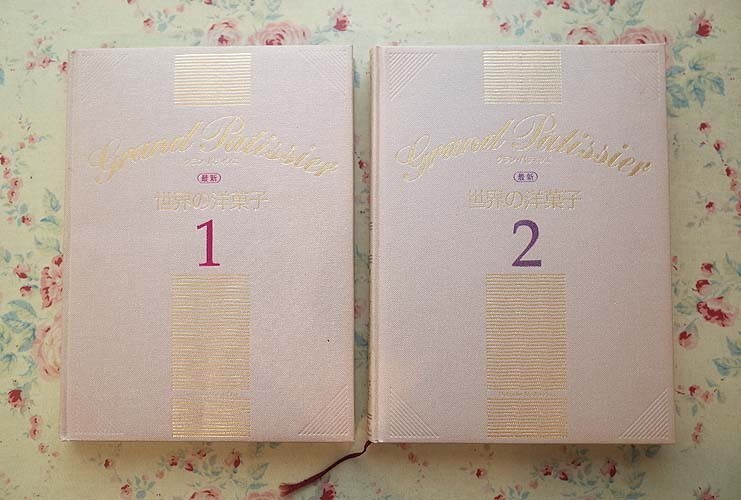 Grand Patissier
グランパティシエ
最新
世界の洋菓子
1
Grand Patissier
グランパティシエ
最新
世界の洋菓子
2